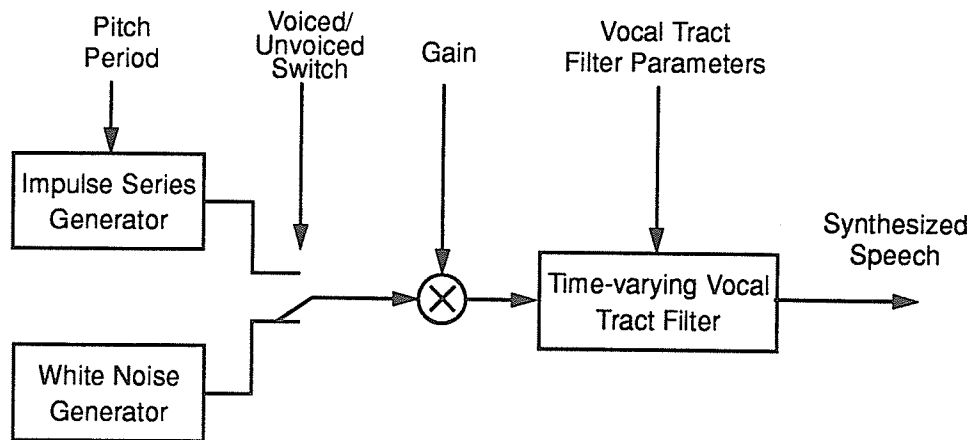 Pitch
Period
Voiced/
Unvoiced
Switch
Gain
Vocal Tract
Filter Parameters
Impulse Series
Generator
Synthesized
Speech
Time-varying Vocal
Tract Filter
White Noise
Generator